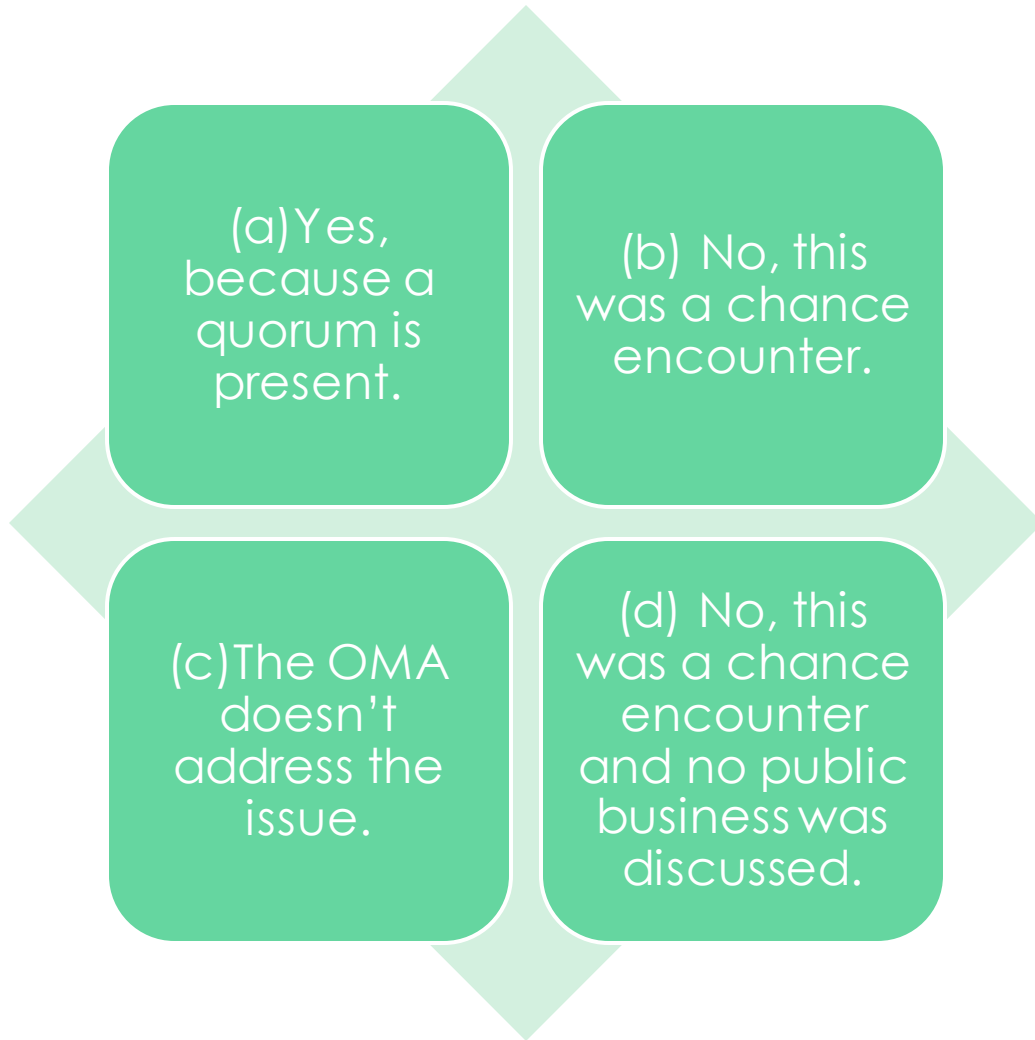 (a)Yes,
because a
quorum is
present.
(b) No, this
was a chance
encounter.
(c)The OMA
doesn't
address the
issue.
(d) No, this
was a chance
encounter
and no public
business was
discussed.